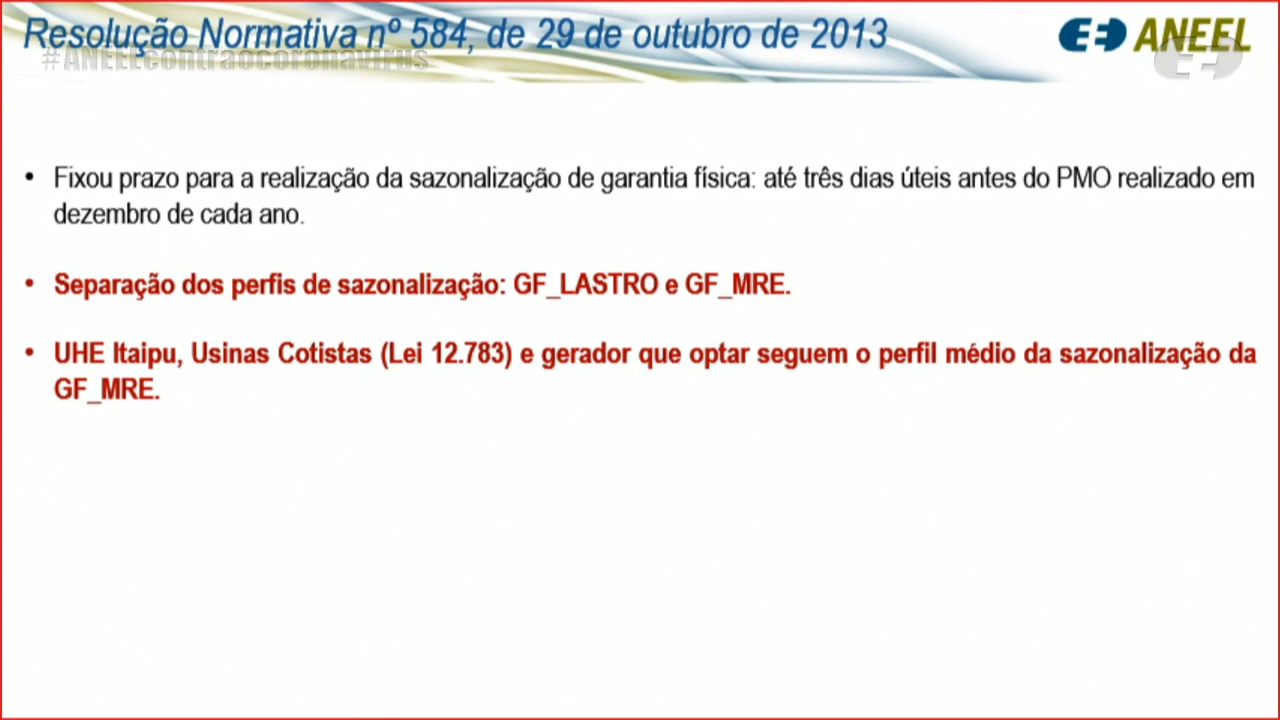 Resolução Normativa nº 584, de 29 de outubro de 2013
ANEEL
#ANEELcontraocoronavirus
• Fixou prazo para a realização da sazonalização de garantia física: até três dias úteis antes do PMO realizado em
dezembro de cada ano.
• Separação dos perfis de sazonalização: GF_LASTRO e GF_MRE.
• UHE Itaipu, Usinas Cotistas (Lei 12.783) e gerador que optar seguem o perfil médio da sazonalização da
GF_MRE.